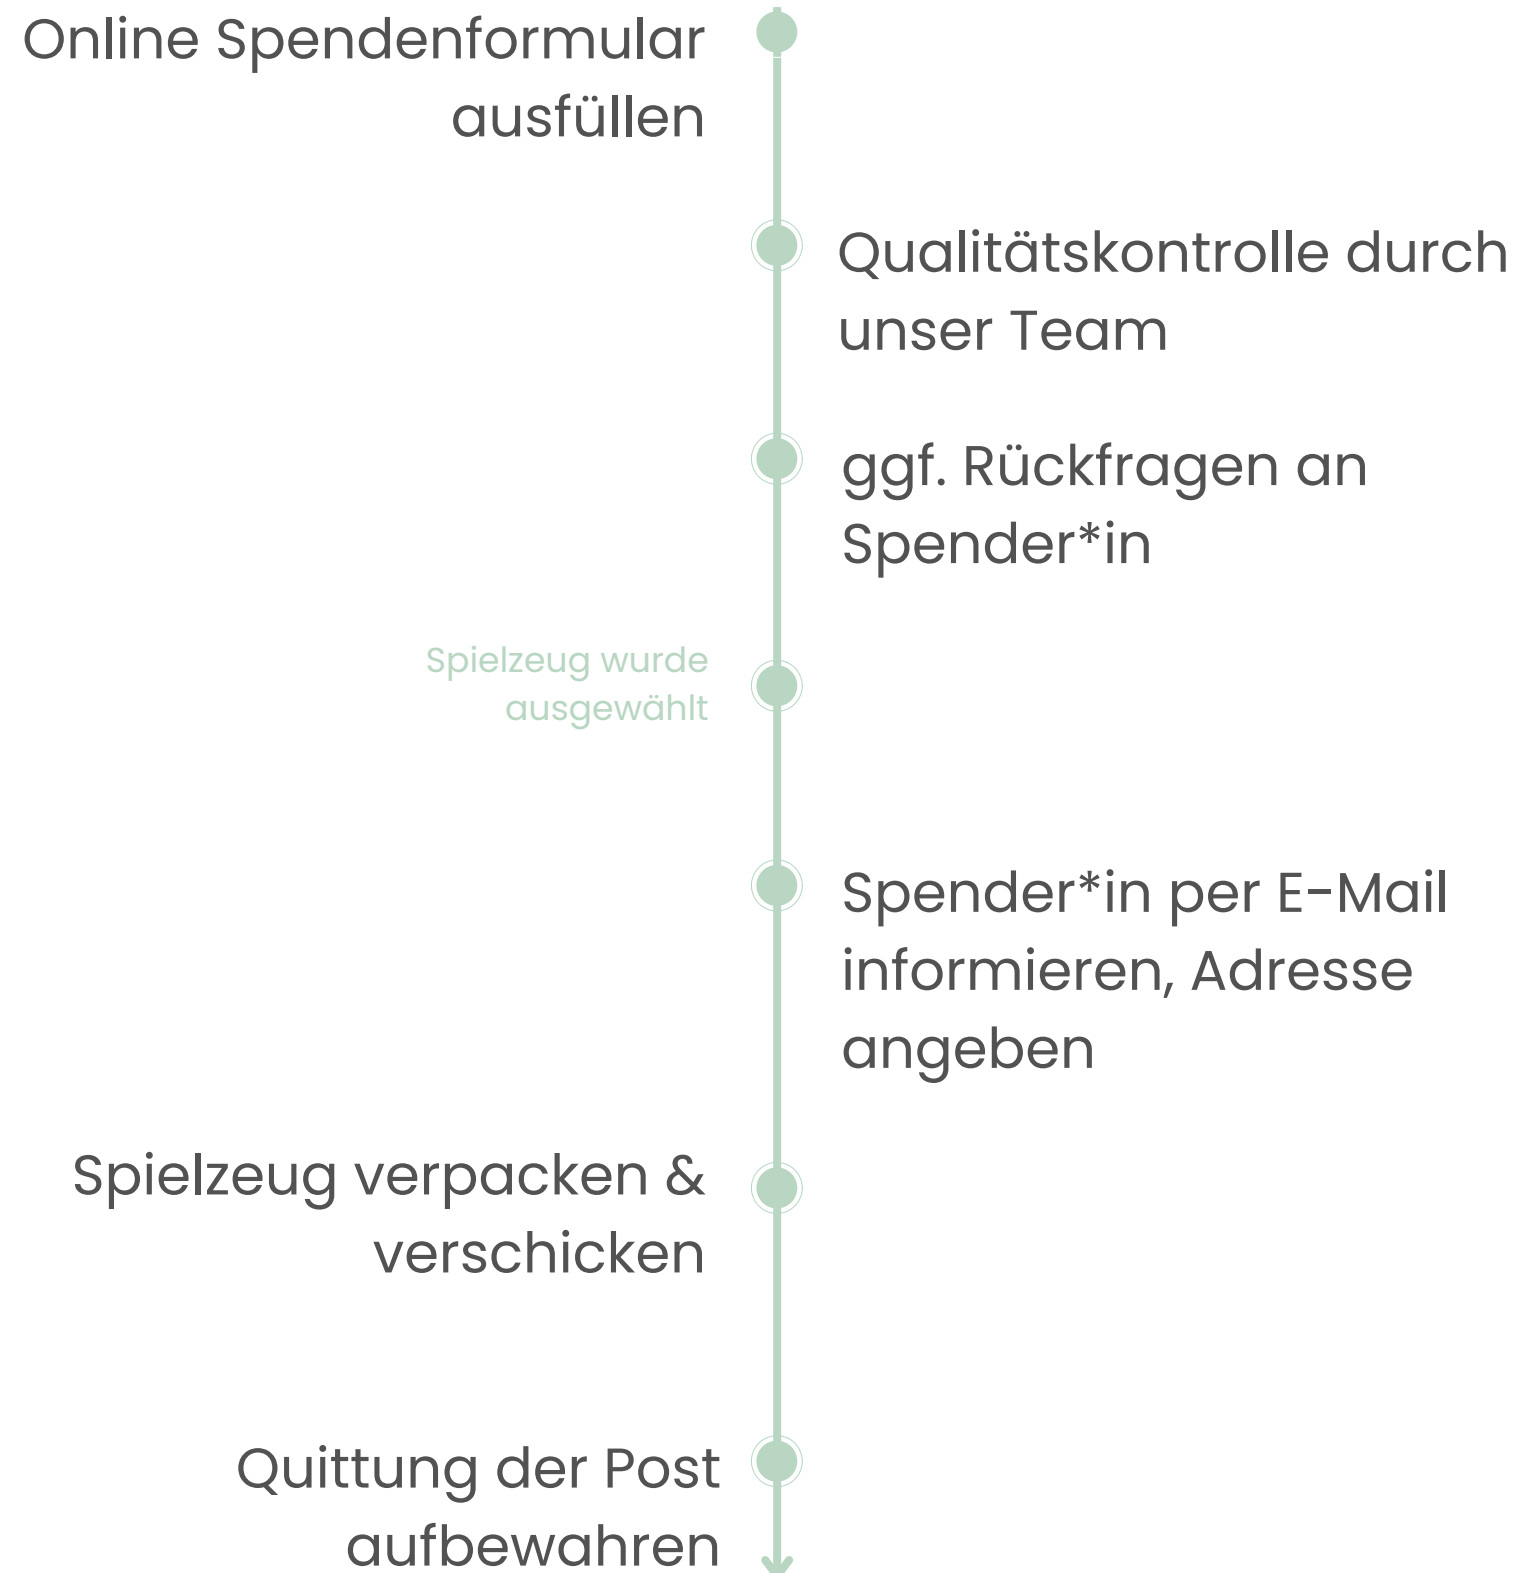 Online Spendenformular
ausfüllen
Qualitätskontrolle durch
unser Team
ggf. Rückfragen an
Spender*in
Spielzeug wurde
ausgewählt
Spender*in per E-Mail
informieren, Adresse
angeben
Spielzeug verpacken &
verschicken
Quittung der Post
aufbewahren